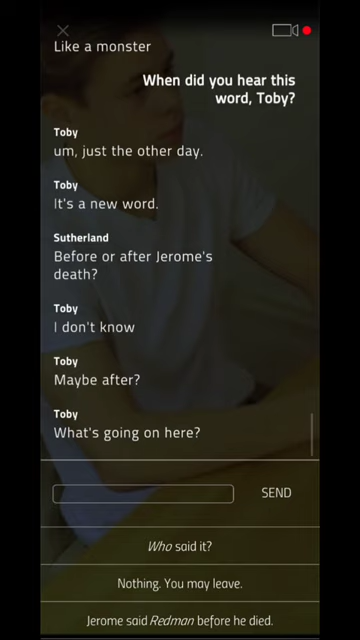 Like a monster
When did you hear this
word, Toby?
Toby
um, just the other day.
Toby
It's a new word.
Sutherland
Before or after Jerome's
death?
Toby
I don't know
Toby
Maybe after?
Toby
What's going on here?
SEND
Who said it?
Nothing. You may leave.
Jerome said Redman before he died.